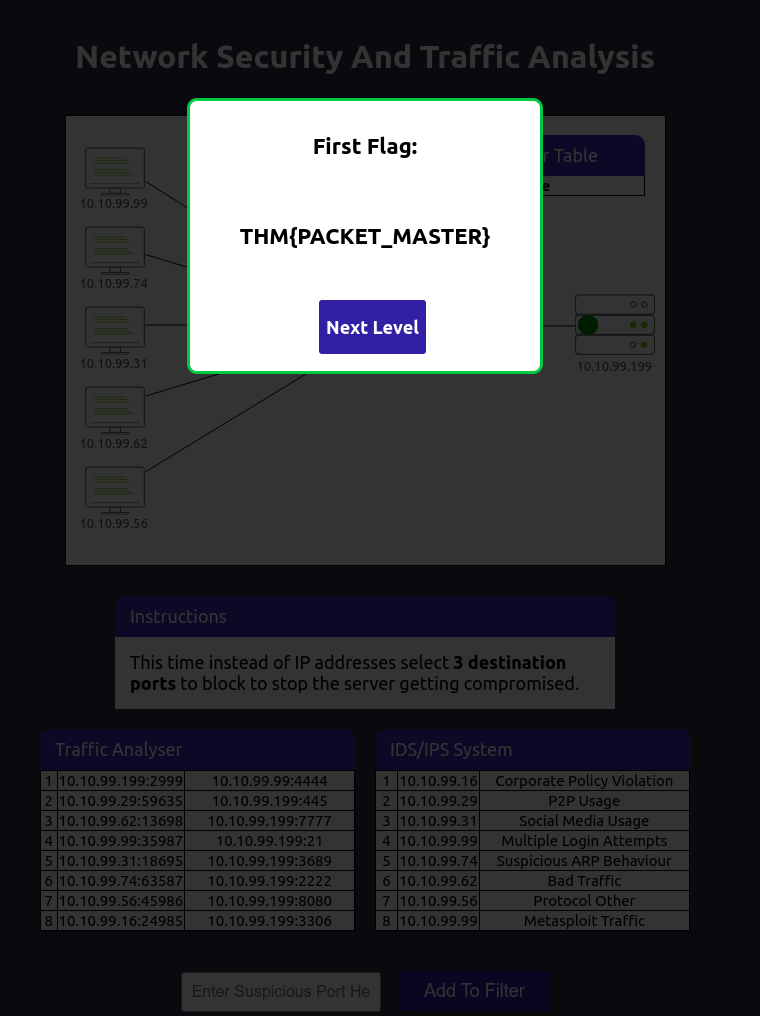 Network Security And Traffic Analysis
First Flag:
THM{PACKET_MASTER}
Next Level
r Table
e
10.10.99.99
10.10.99.74
10.10.99.31
10.10.99.62
10.10.99.56
10.10.99.199
Instructions
This time instead of IP addresses select 3 destination
ports to block to stop the server getting compromised.
Traffic Analyser
1 10.10.99.199:2999 10.10.99.99:4444
2 10.10.99.29:59635 10.10.99.199:445
3 10.10.99.62:13698 10.10.99.199:7777
4 10.10.99.99:35987 10.10.99.199:21
5 10.10.99.31:18695 10.10.99.199:3689
6 10.10.99.74:63587 10.10.99.199:2222
7 10.10.99.56:45986 10.10.99.199:8080
8 10.10.99.16:24985 10.10.99.199:3306
IDS/IPS System
1 10.10.99.16 Corporate Policy Violation
2 10.10.99.29 P2P Usage
3 10.10.99.31 Social Media Usage
4 10.10.99.99 Multiple Login Attempts
5 10.10.99.74 Suspicious ARP Behaviour
6 10.10.99.62 Bad Traffic
7 10.10.99.56 Protocol Other
8 10.10.99.99 Metasploit Traffic
Enter Suspicious Port He
Add To Filter